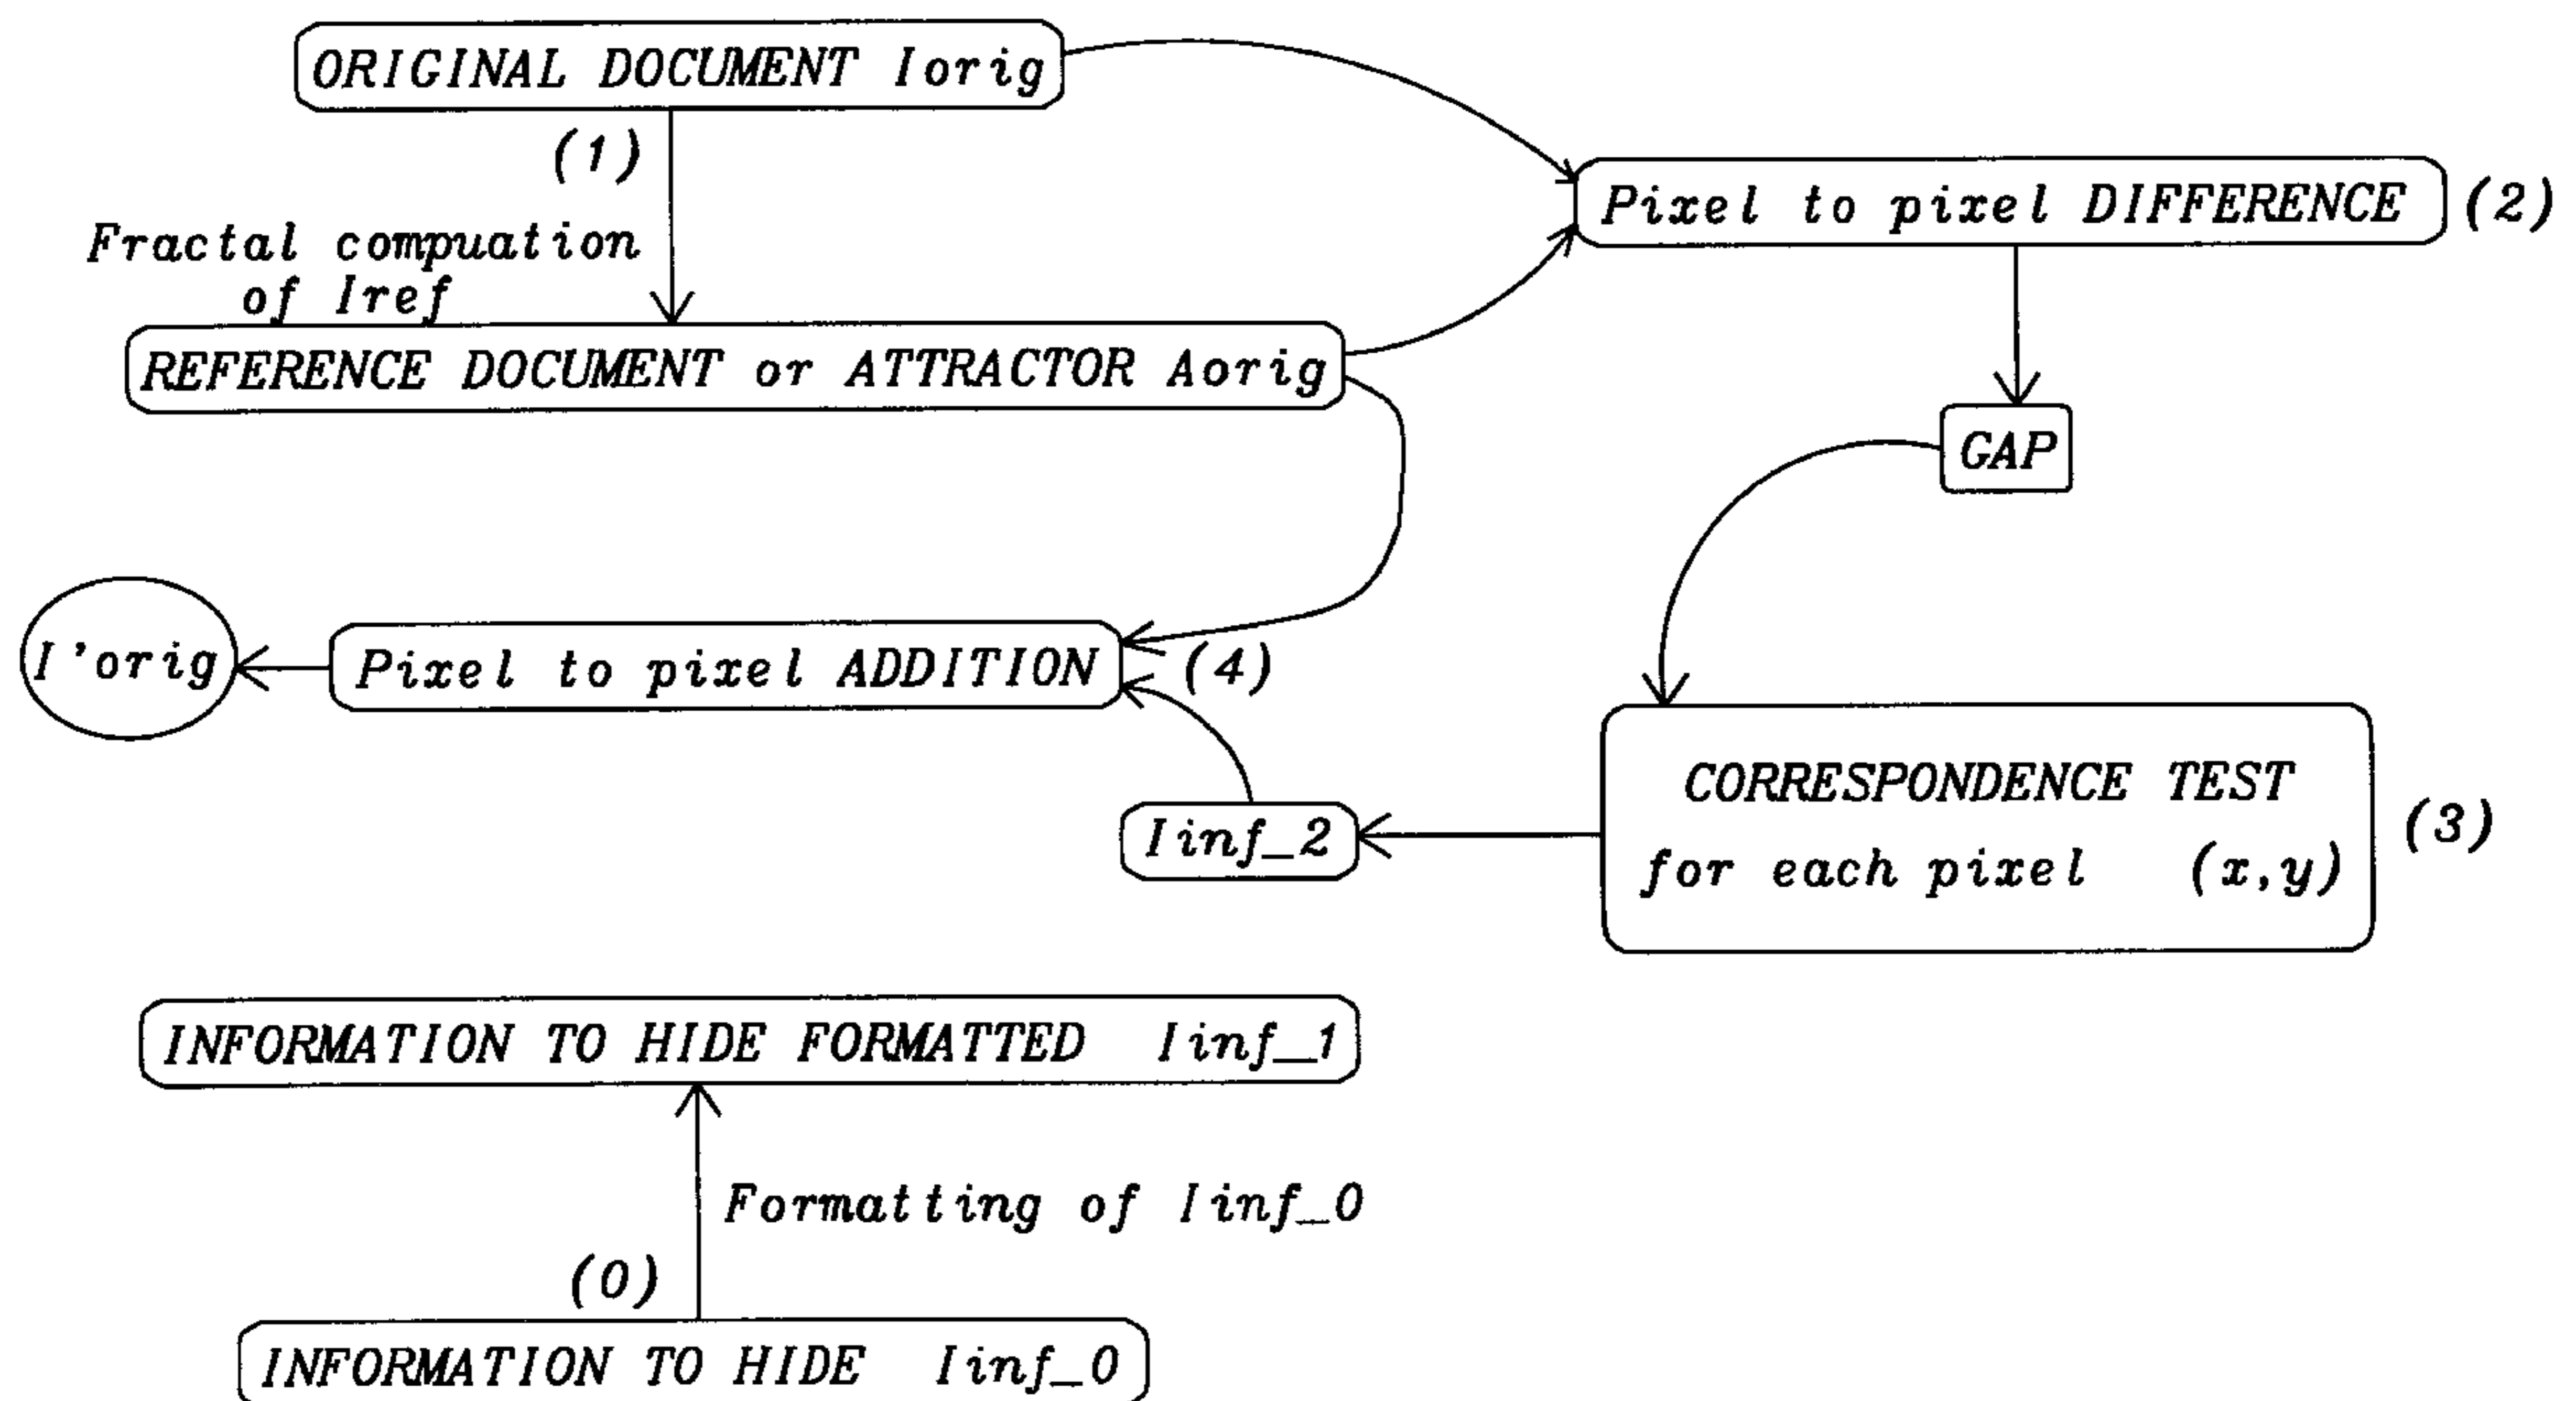 ORIGINAL DOCUMENT Iorig
(1)
Pixel to pixel DIFFERENCE (2)
Fractal compuation
of Iref
REFERENCE DOCUMENT or ATTRACTOR Aorig
GAP
I'orig
Pixel to pixel ADDITION (4)
CORRESPONDENCE TEST
for each pixel (x,y)
(3)
Iinf_2
INFORMATION TO HIDE FORMATTED Iinf_1
Formatting of Iinf_0
(0)
INFORMATION TO HIDE Iinf_0